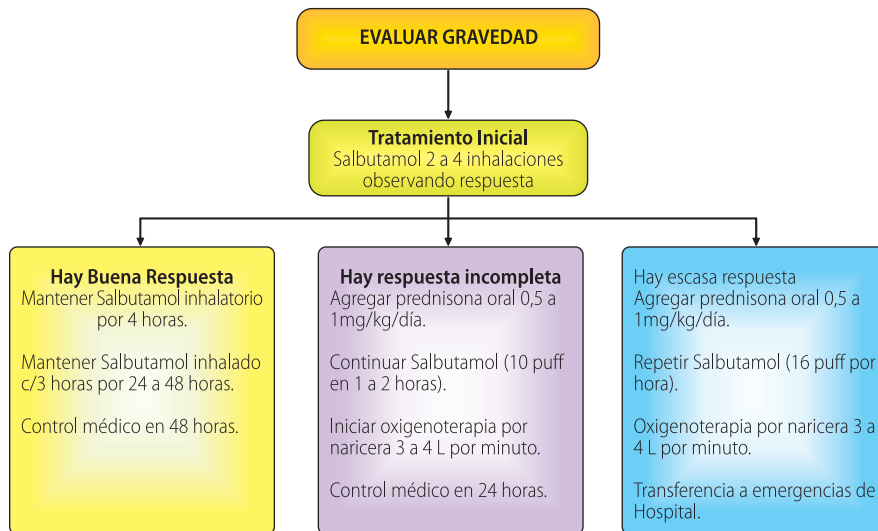 EVALUAR GRAVEDAD
Tratamiento Inicial
Salbutamol 2 a 4 inhalaciones
observando respuesta
Hay Buena Respuesta
Mantener Salbutamol inhalatorio
por 4 horas.
Mantener Salbutamol inhalado
c/3 horas por 24 a 48 horas.
Control médico en 48 horas.
Hay respuesta incompleta
Agregar prednisona oral 0,5 a
1mg/kg/día.
Continuar Salbutamol (10 puff
en 1 a 2 horas).
Iniciar oxigenoterapia por
naricera 3 a 4 L por minuto.
Control médico en 24 horas.
Hay escasa respuesta
Agregar prednisona oral 0,5 a
1mg/kg/día.
Repetir Salbutamol (16 puff por
hora).
Oxigenoterapia por naricera 3 a
4 L por minuto.
Transferencia a emergencias de
Hospital.